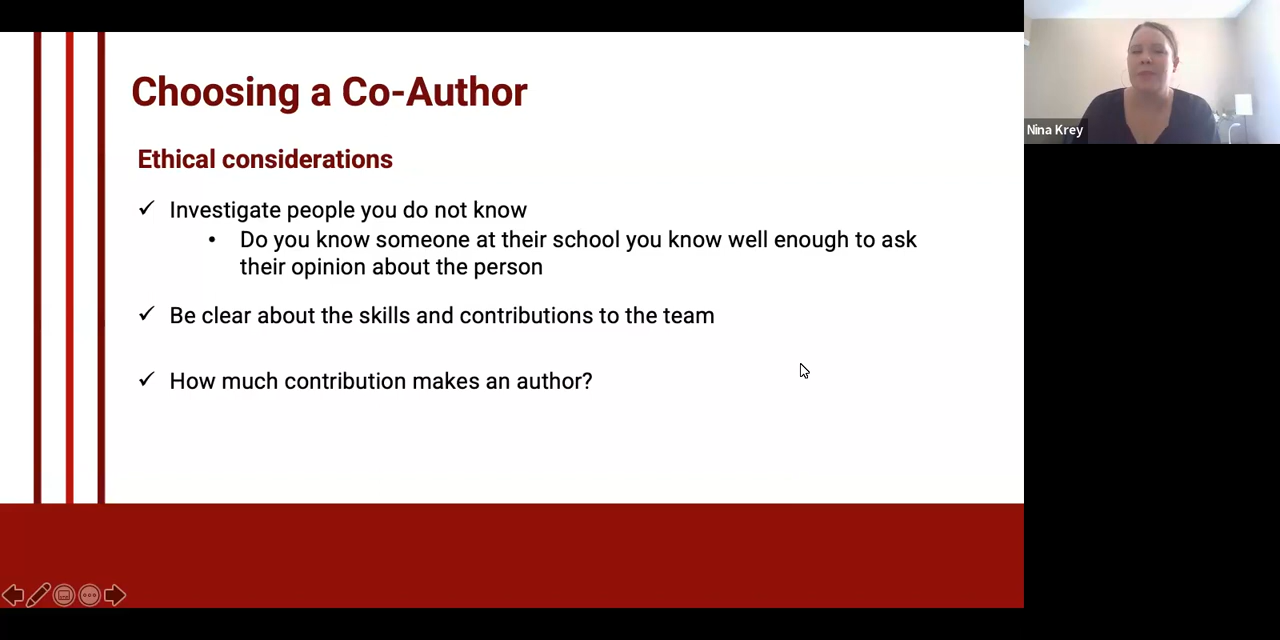 Choosing a Co-Author
Ethical considerations
✓ Investigate people you do not know
• Do you know someone at their school you know well enough to ask
their opinion about the person
✓ Be clear about the skills and contributions to the team
✓ How much contribution makes an author?
Nina Krey